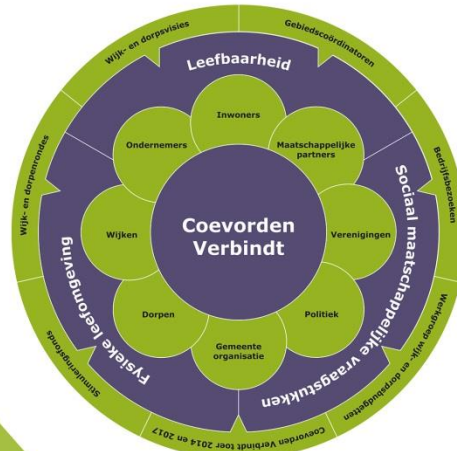 Wijk- en dorpsvisies
Gebiedscoördinatoren
Bedrijfsbezoeken
Werkgroep wijk- en dorpsbudgetten
Coevorden Verbindt toer 2014 en 2017
Stimuleringsfonds
Wijk- en dorpenrondes
Leefbaarheid
Sociaal maatschappelijke vraagstukken
Fysieke leefomgeving
Inwoners
Maatschappelijke
partners
Verenigingen
Politiek
Gemeente
organisatie
Dorpen
Wijken
Ondernemers
Coevorden
Verbindt